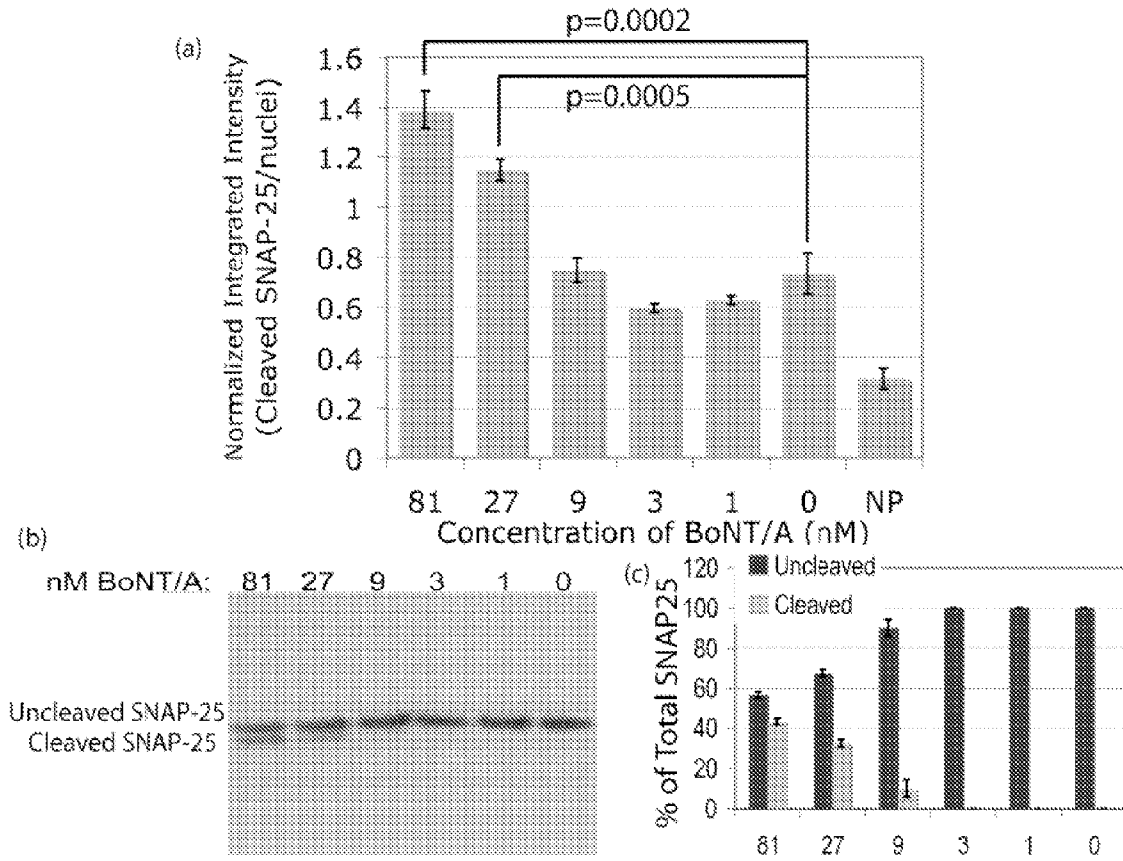 (a)
p=0.0002
p=0.0005
Normalized Integrated Intensity
(Cleaved SNAP-25/nuclei)
1.6
1.4
1.2
1
0.8
0.6
0.4
0.2
0
81 27 9 3 1 0 NP
Concentration of BoNT/A (nM)
(b)
nM BoNT/A: 81 27 9 3 1 0
Uncleaved SNAP-25
Cleaved SNAP-25
(c)
Uncleaved
Cleaved
% of Total SNAP25
120
100
80
60
40
20
0
81 27 9 3 1 0